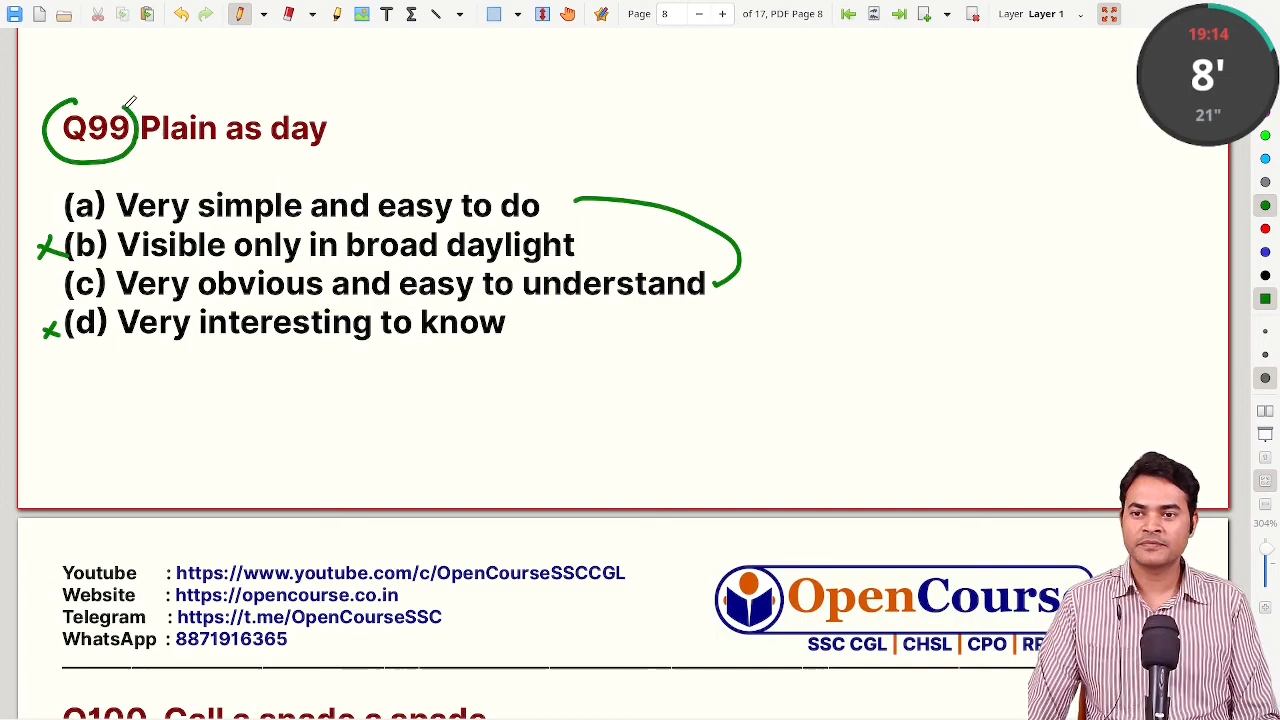 Page 8 of 17, PDF Page 8 Layer Layer 1
19:14
8'
21"
Q99 Plain as day
(a) Very simple and easy to do
(b) Visible only in broad daylight
(c) Very obvious and easy to understand
(d) Very interesting to know
304%
Youtube : https://www.youtube.com/c/OpenCourseSSCCGL
Website : https://opencourse.co.in
Telegram : https://t.me/OpenCourseSSC
WhatsApp : 8871916365
OpenCours
SSC CGL | CHSL | CPO | RR
Q100 Call a spade a spade